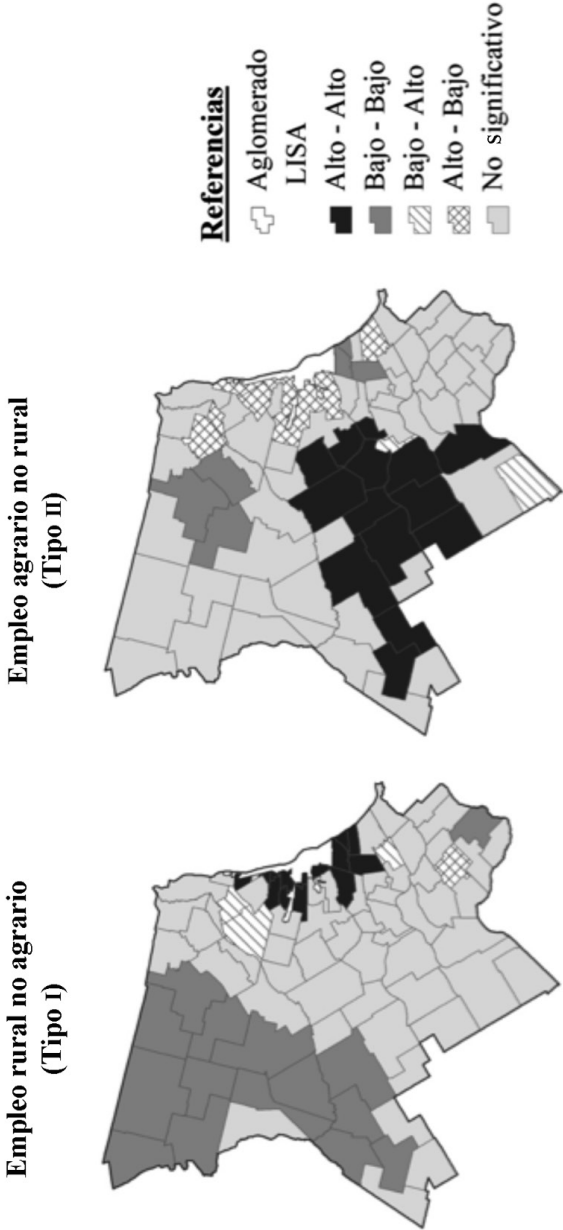 Empleo rural no agrario
(Tipo I)
Empleo agrario no rural
(Tipo II)
Referencias
Aglomerado
LISA
Alto - Alto
Bajo - Bajo
Bajo - Alto
Alto - Bajo
No significativo